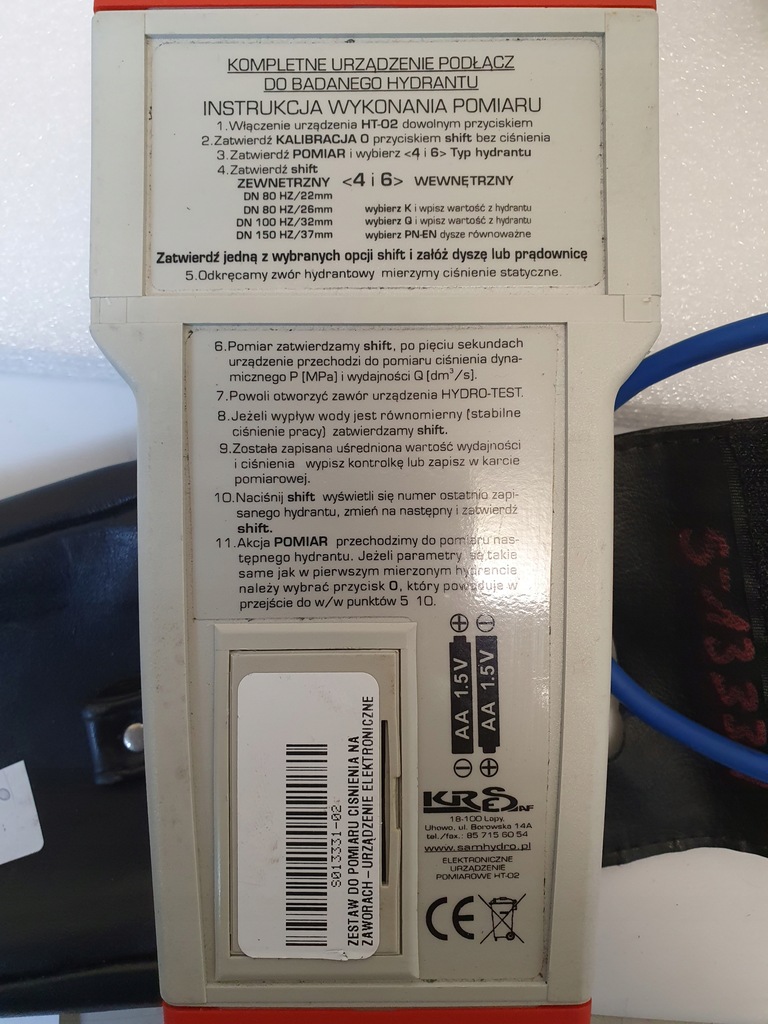 KOMPLETNE URZĄDZENIE PODŁĄCZ
DO BADANEGO HYDRANTU
INSTRUKCJA WYKONANIA POMIARU
1.Włączenie urządzenia HT-02 dowolnym przyciskiem
2.Zatwierdź KALIBRACJA 0 przyciskiem shift bez ciśnienia
3.Zatwierdź POMIAR i wybierz <4 i 6> Typ hydrantu
4.Zatwierdź shift
ZEWNETRZNY <4 i 6> WEWNĘTRZNY
DN 80 HZ/22mm
DN 80 HZ/26mm wybierz K i wpisz wartość z hydrantu
DN 100 HZ/32mm wybierz Q i wpisz wartość z hydrantu
DN 150 HZ/37mm wybierz PN-EN dysze równoważne
Zatwierdź jedną z wybranych opcji shift i załóż dyszę lub prądownicę
5.Odkręcamy zwór hydrantowy mierzymy ciśnienie statyczne.
6.Pomiar zatwierdzamy shift, po pięciu sekundach
urządzenie przechodzi do pomiaru ciśnienia dyna-
micznego P [MPa] i wydajności Q [dm³/s].
7.Powoli otworzyć zawór urządzenia HYDRO-TEST.
8.Jeżeli wypływ wody jest równomierny (stabilne
ciśnienie pracy) zatwierdzamy shift.
9.Została zapisana uśredniona wartość wydajności
i ciśnienia wypisz kontrolkę lub zapisz w karcie
pomiarowej.
10.Naciśnij shift wyświetli się numer ostatnio zapi-
sanego hydrantu, zmień na następny i zatwierdź
shift.
11.Akcja POMIAR przechodzimy do pomiaru nas-
tępnego hydrantu. Jeżeli parametry są takie
same jak w pierwszym mierzonym hydrancie
należy wybrać przycisk 0, który powoduje w
przejście do w/w punktów 5 10.
AA 1.5V
AA 1.5V
S013331-02
ZESTAW DO POMIARU CIŚNIENIA NA
ZAWORACH – URZĄDZENIE ELEKTRONICZNE
KRES AF
18-100 Łapy,
Uhowo, ul. Borowska 14A
tel./fax.: 85 715 60 54
www.samhydro.pl
ELEKTRONICZNE
URZĄDZENIE
POMIAROWE HT-02
CE